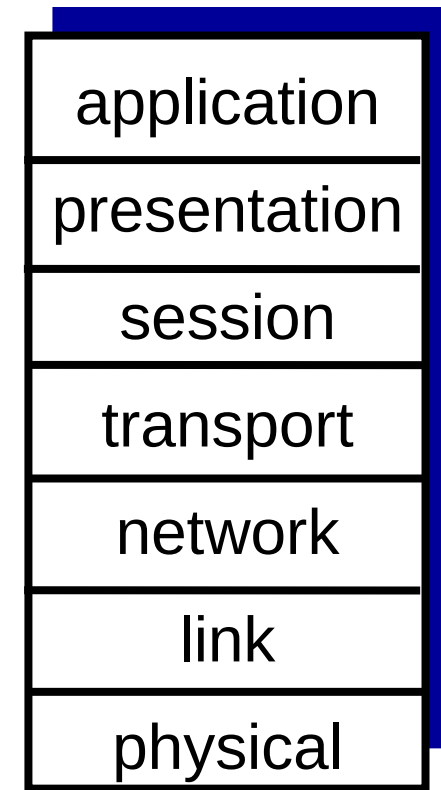 application
presentation
session
transport
network
link
physical